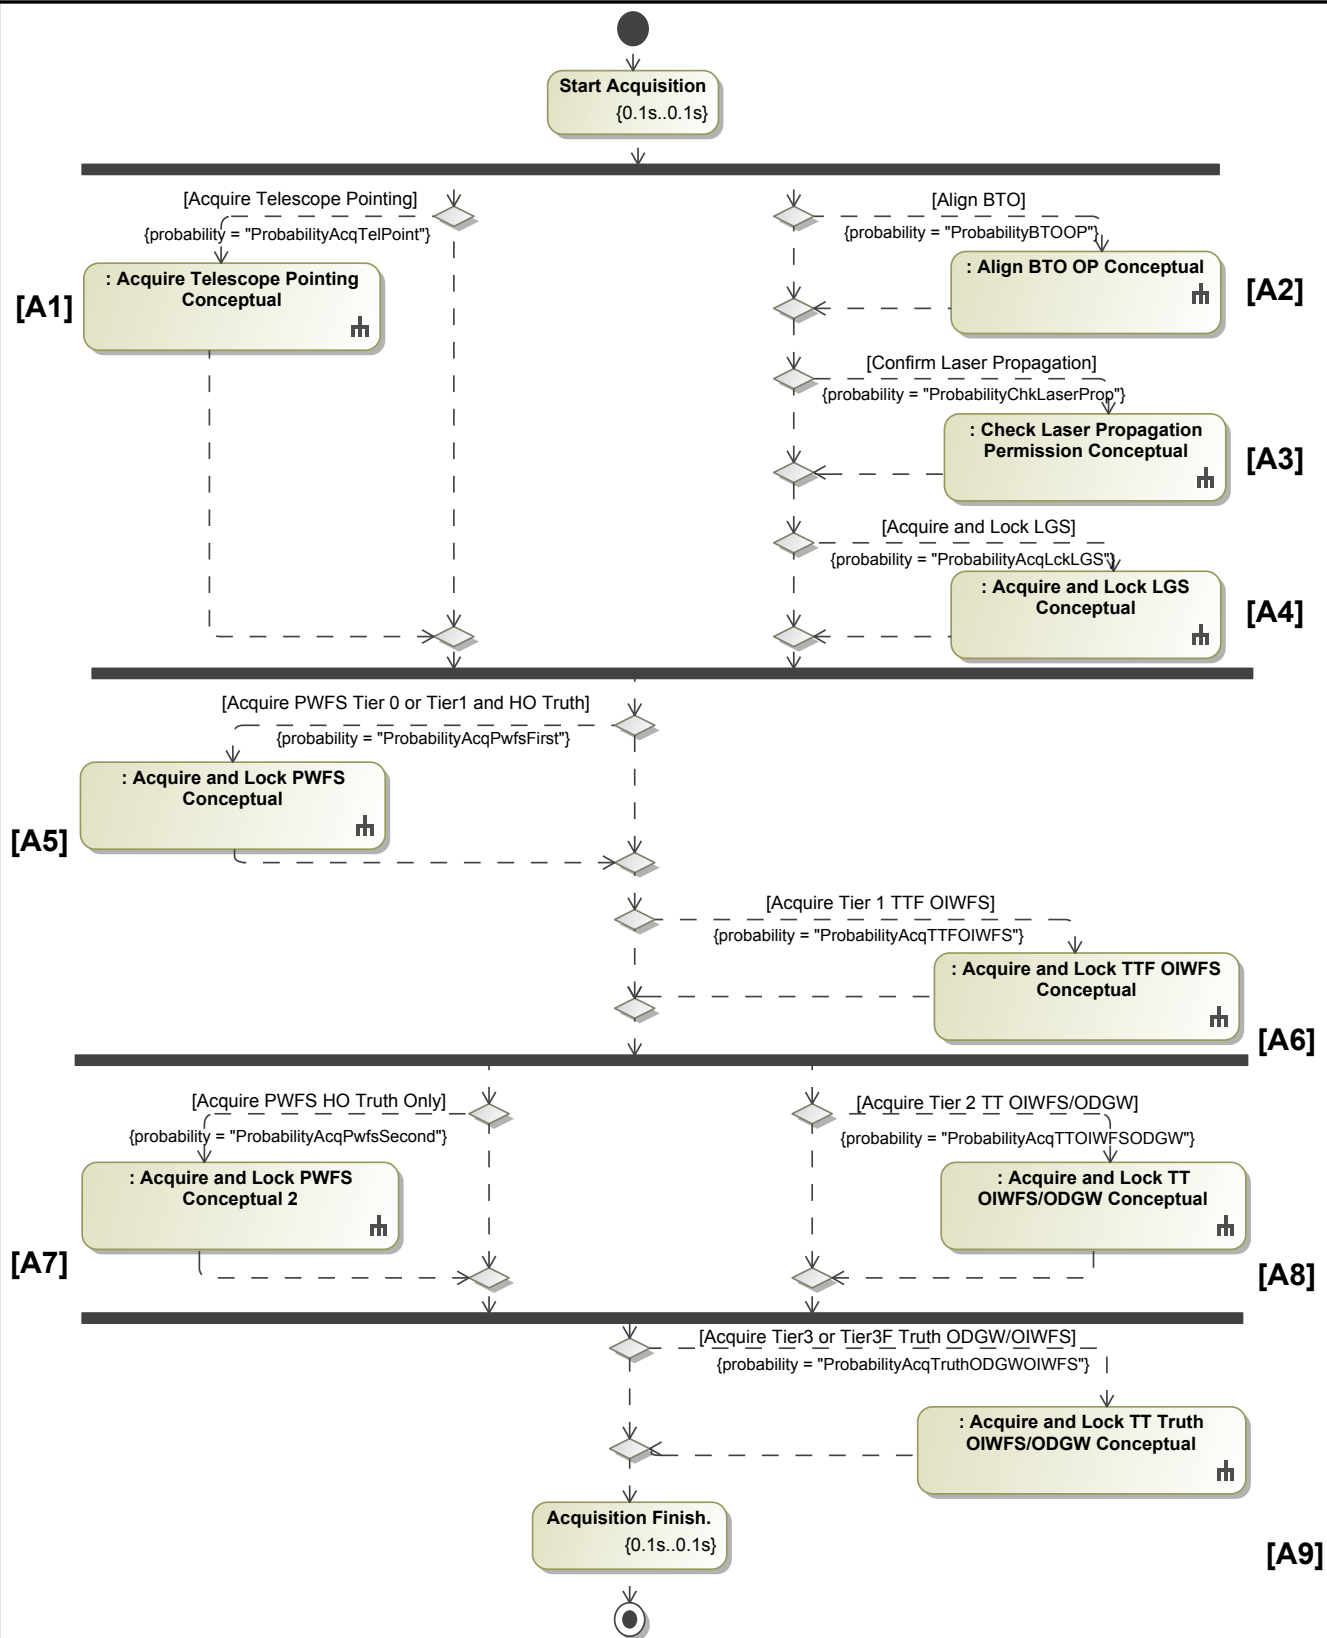 Start Acquisition
{0.1s..0.1s}
[Acquire Telescope Pointing]
{probability = "ProbabilityAcqTelPoint"}
: Acquire Telescope Pointing
Conceptual
[A1]
[Align BTO]
{probability = "ProbabilityBTOOP"}
: Align BTO OP Conceptual
[A2]
[Confirm Laser Propagation]
{probability = "ProbabilityChkLaserProp"}
: Check Laser Propagation
Permission Conceptual
[A3]
[Acquire and Lock LGS]
{probability = "ProbabilityAcqLckLGS"}
: Acquire and Lock LGS
Conceptual
[A4]
[Acquire PWFS Tier 0 or Tier1 and HO Truth]
{probability = "ProbabilityAcqPwfsFirst"}
: Acquire and Lock PWFS
Conceptual
[A5]
[Acquire Tier 1 TTF OIWFS]
{probability = "ProbabilityAcqTTFOIWFS"}
: Acquire and Lock TTF OIWFS
Conceptual
[A6]
[Acquire PWFS HO Truth Only]
{probability = "ProbabilityAcqPwfsSecond"}
: Acquire and Lock PWFS
Conceptual 2
[A7]
[Acquire Tier 2 TT OIWFS/ODGW]
{probability = "ProbabilityAcqTTOIWFSODGW"}
: Acquire and Lock TT
OIWFS/ODGW Conceptual
[A8]
[Acquire Tier3 or Tier3F Truth ODGW/OIWFS]
{probability = "ProbabilityAcqTruthODGWOIWFS"}
: Acquire and Lock TT Truth
OIWFS/ODGW Conceptual
Acquisition Finish.
{0.1s..0.1s}
[A9]